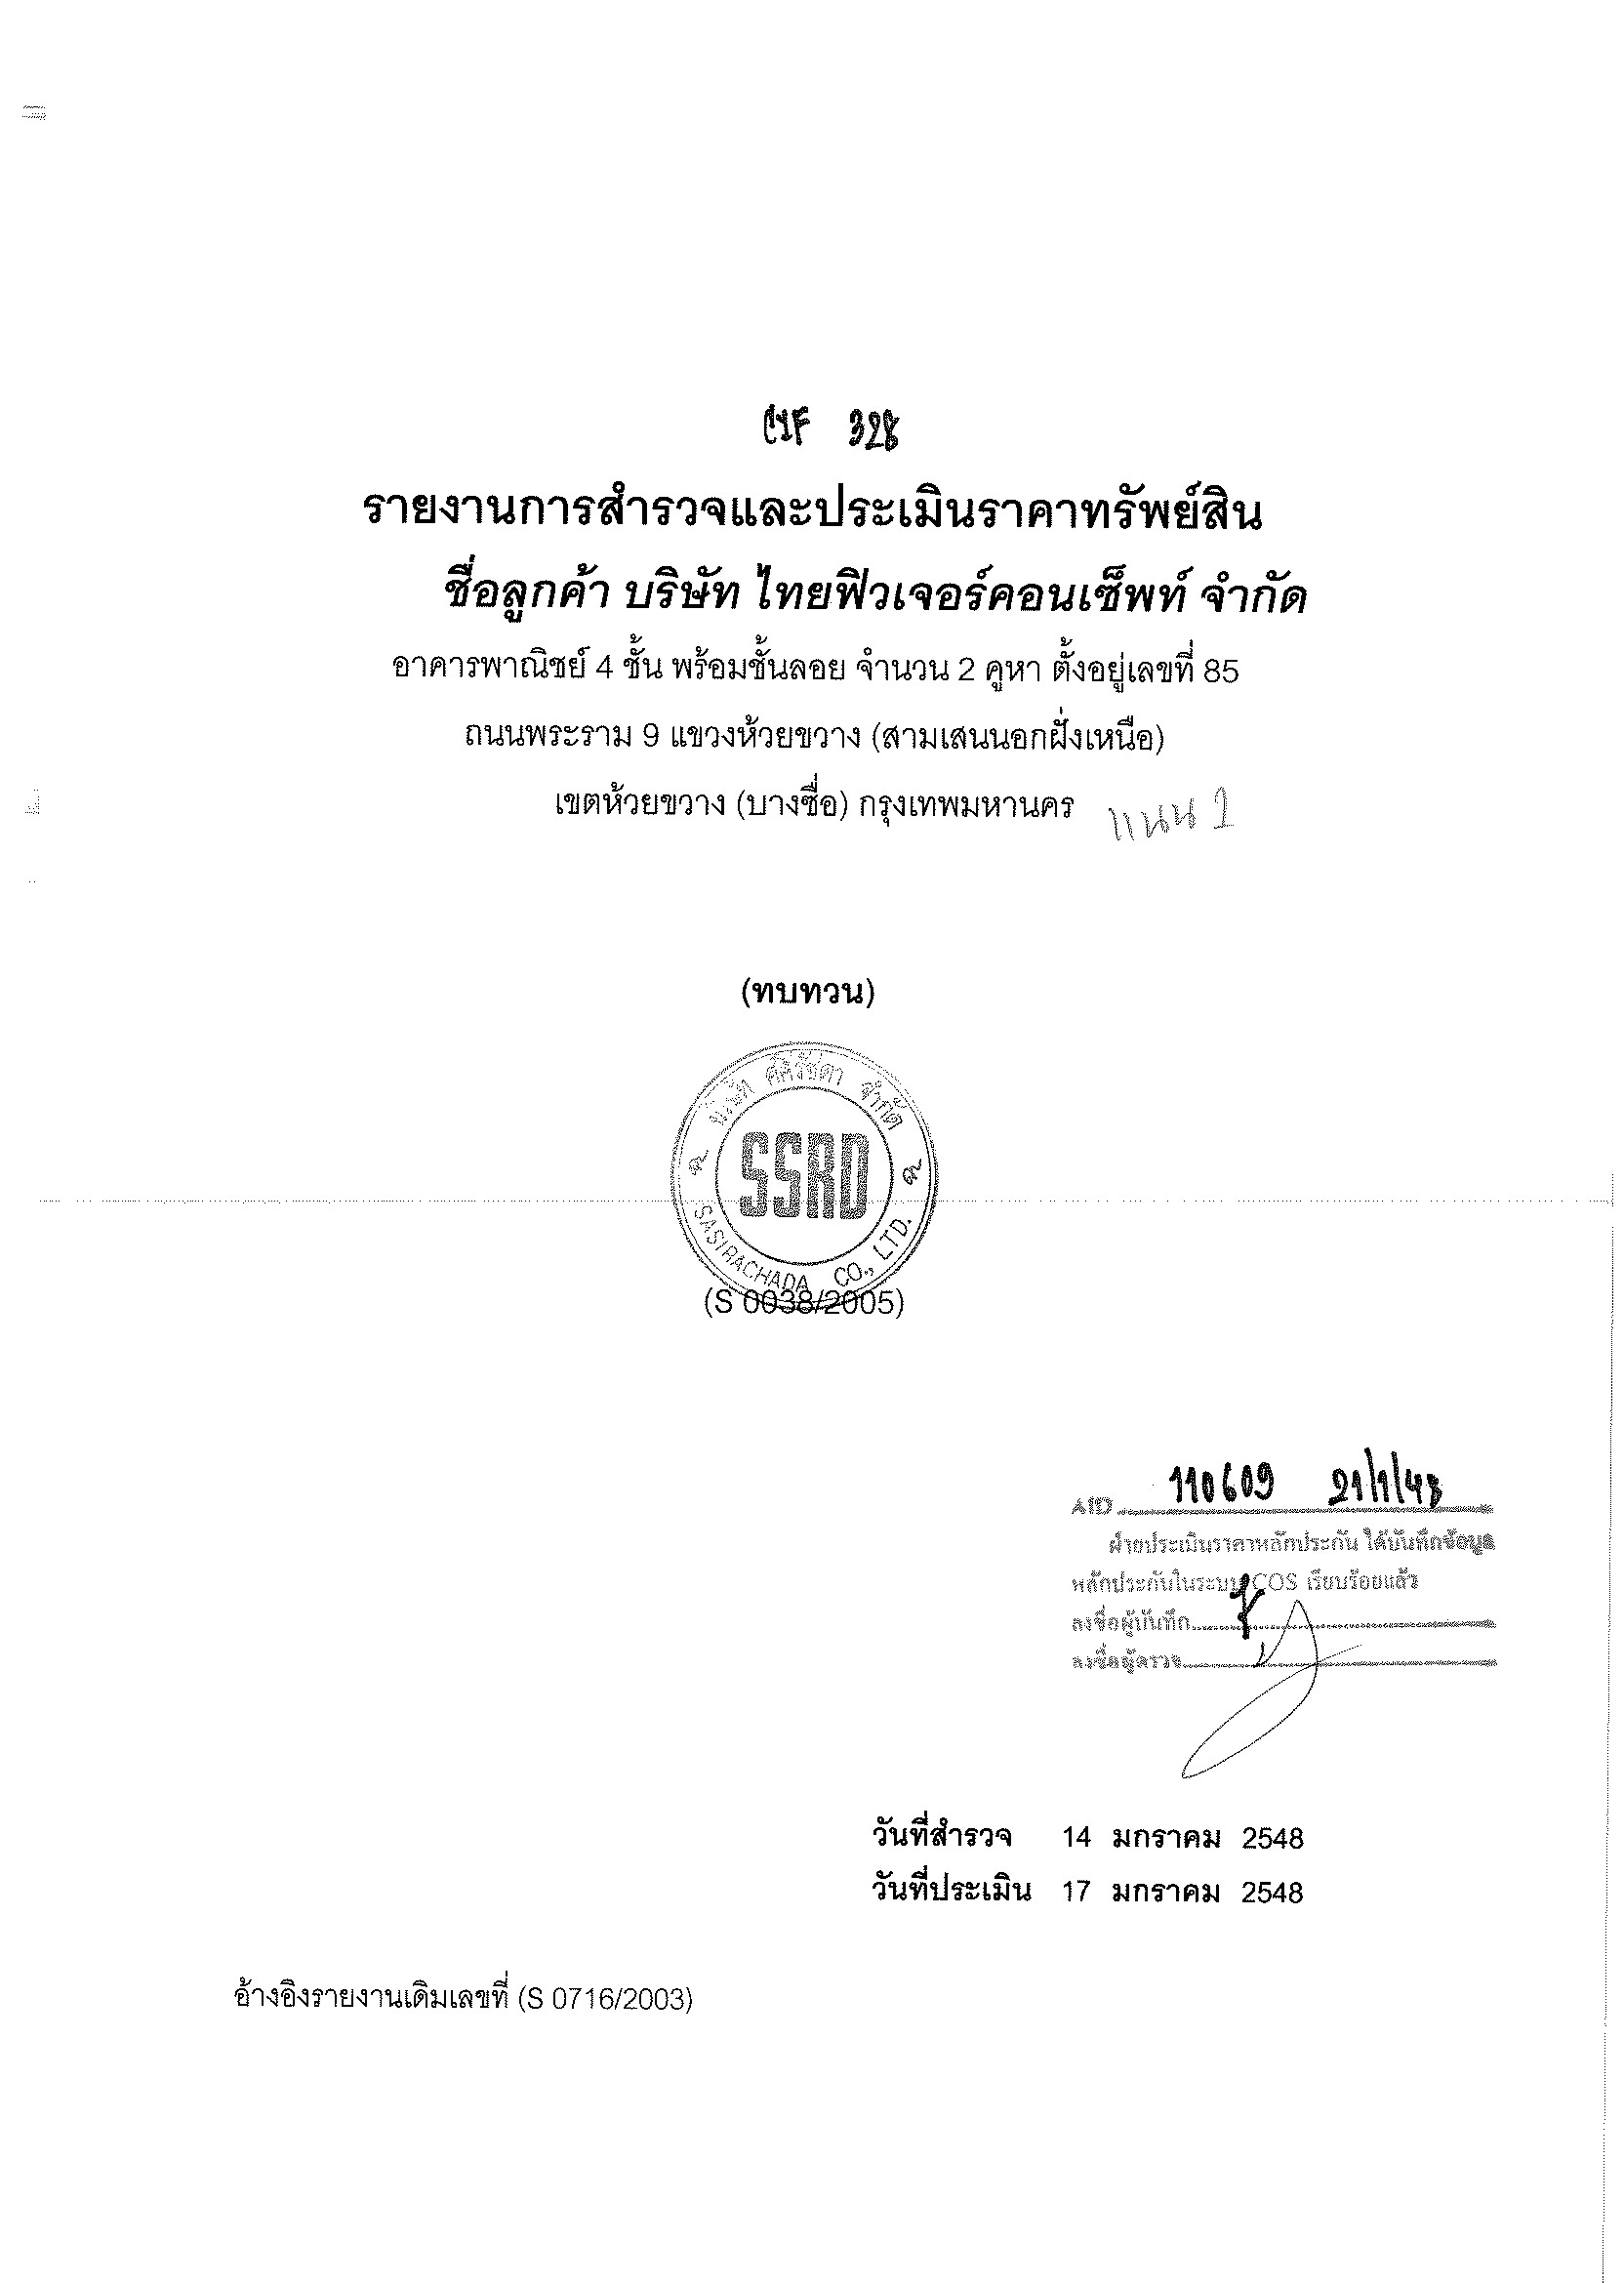 CIF 328
รายงานการสำรวจและประเมินราคาทรัพย์สิน
ชื่อลูกค้า บริษัท ไทยฟิวเจอร์คอนเซ็พท์ จำกัด
อาคารพาณิชย์ 4 ชั้น พร้อมชั้นลอย จำนวน 2 คูหา ตั้งอยู่เลขที่ 85
ถนนพระราม 9 แขวงห้วยขวาง (สามเสนนอกฝั่งเหนือ)
เขตห้วยขวาง (บางซื่อ) กรุงเทพมหานคร
(ทบทวน)
บริษัท ศศิรัชดา จำกัด
SSRD
SASIRACHADA CO., LTD.
(S 0038/2005)
AID 110609 21/1/48
ฝ่ายประเมินราคาหลักประกัน ได้บันทึกข้อมูล
หลักประกันในระบบ COS เรียบร้อยแล้ว
ลงชื่อผู้บันทึก
ลงชื่อผู้ตรวจ
วันที่สำรวจ 14 มกราคม 2548
วันที่ประเมิน 17 มกราคม 2548
อ้างอิงรายงานเดิมเลขที่ (S 0716/2003)